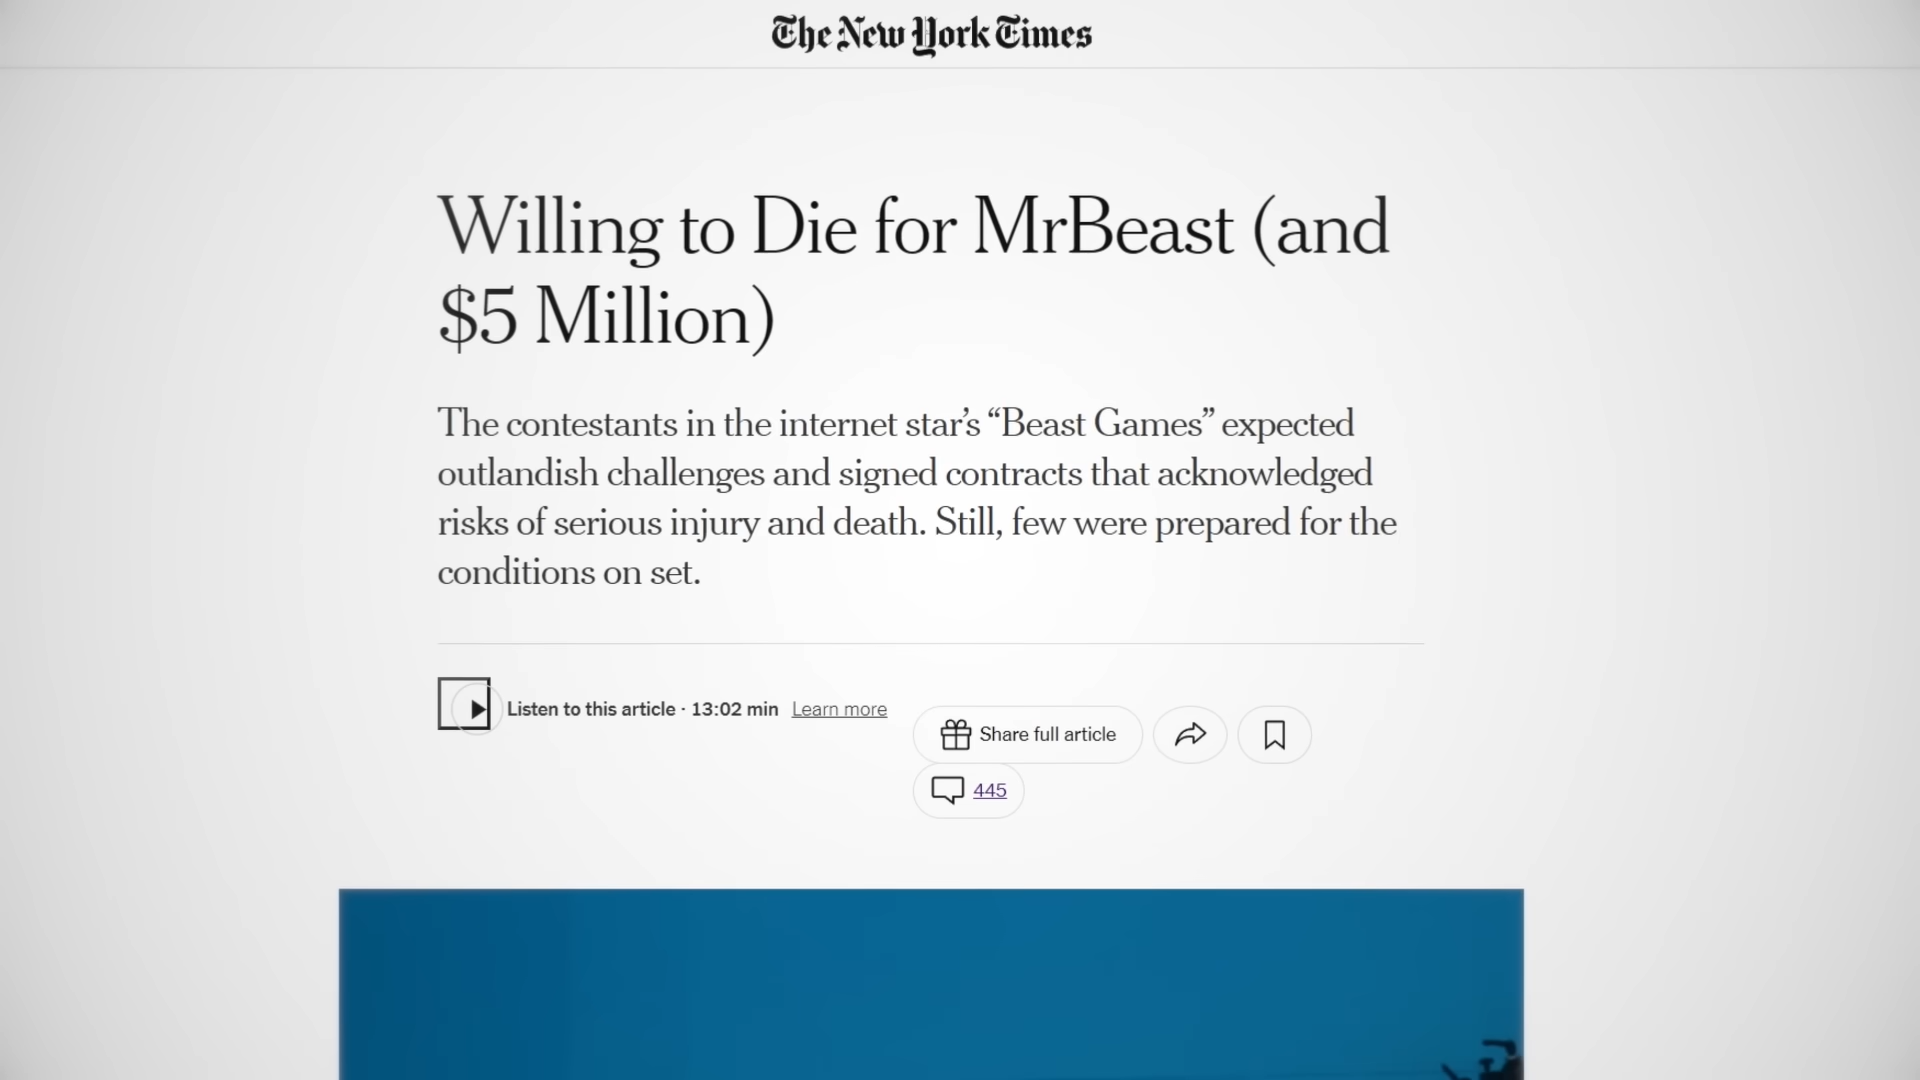 The New York Times
Willing to Die for MrBeast (and
$5 Million)
The contestants in the internet star’s “Beast Games” expected
outlandish challenges and signed contracts that acknowledged
risks of serious injury and death. Still, few were prepared for the
conditions on set.
Listen to this article · 13:02 min Learn more
Share full article
445